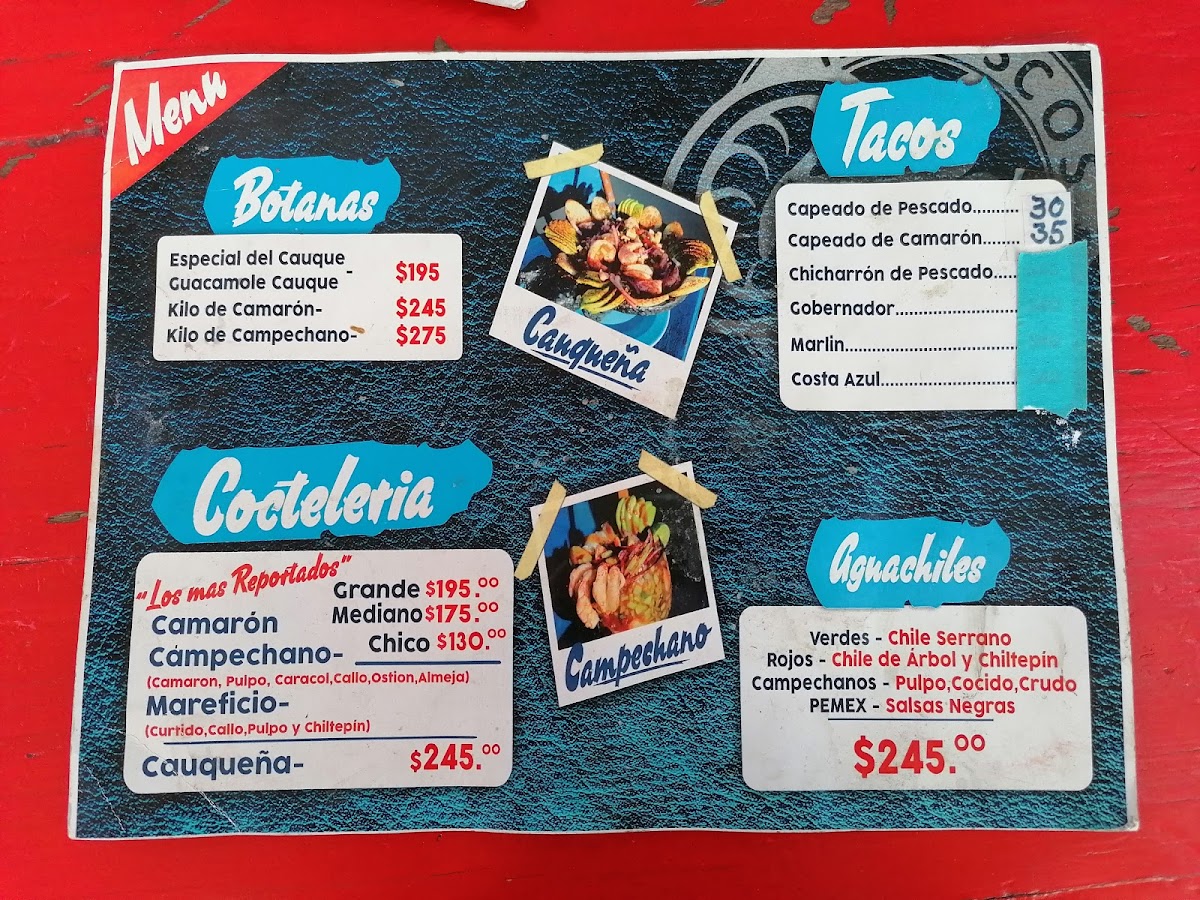 Menu
Botanas
Especial del Cauque
Guacamole Cauque - $195
Kilo de Camarón- $245
Kilo de Campechano- $275
Cauqueña
Tacos
Capeado de Pescado.......... 30
Capeado de Camarón........ 35
Chicharrón de Pescado.....
Gobernador..............................
Marlin..........................................
Costa Azul.................................
Cocteleria
"Los mas Reportados"
Grande $195.00
Mediano $175.00
Chico $130.00
Camarón
Campechano-
(Camaron, Pulpo, Caracol,Callo,Ostion,Almeja)
Mareficio-
(Curtido,Callo,Pulpo y Chiltepín)
Cauqueña- $245.00
Campechano
Aguachiles
Verdes - Chile Serrano
Rojos - Chile de Árbol y Chiltepín
Campechanos - Pulpo,Cocido,Crudo
PEMEX - Salsas Negras
$245.00